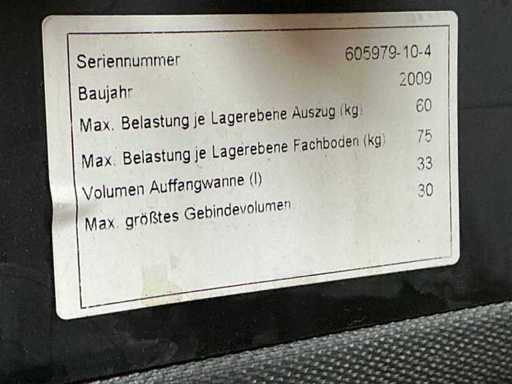 Seriennummer 605979-10-4
Baujahr 2009
Max. Belastung je Lagerebene Auszug (kg) 60
Max. Belastung je Lagerebene Fachboden (kg) 75
Volumen Auffangwanne (l) 33
Max. größtes Gebindevolumen 30